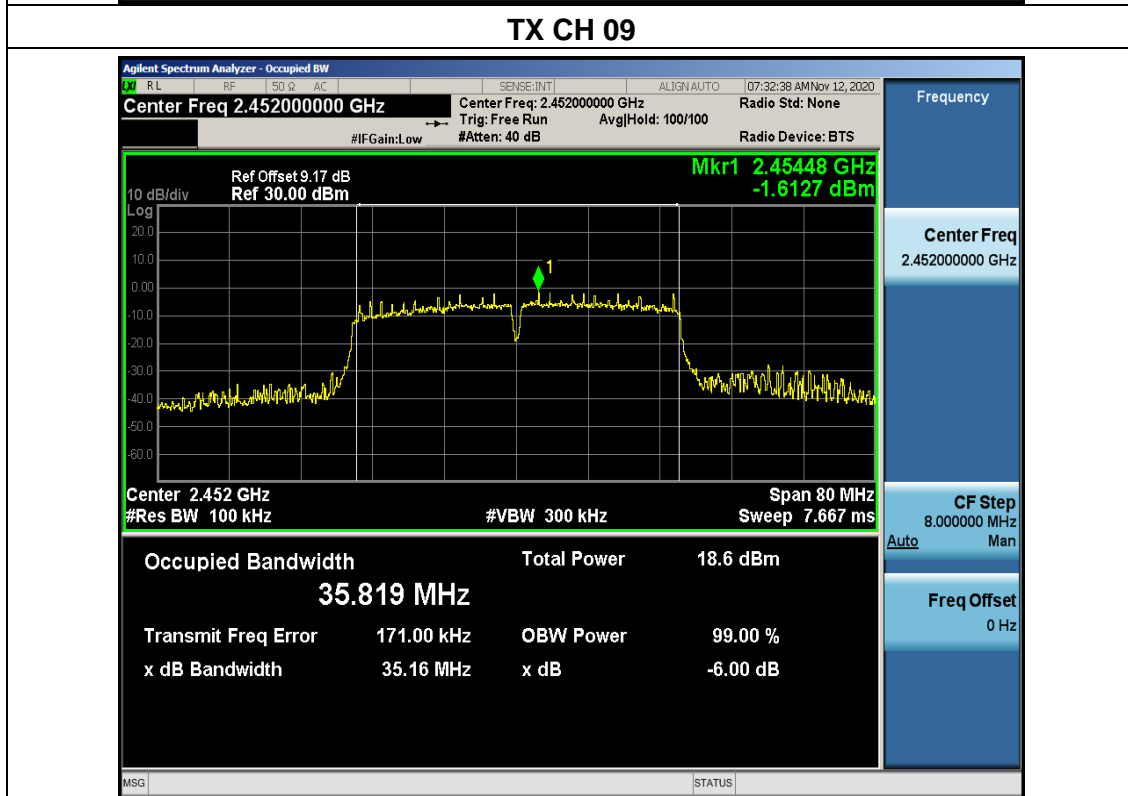 TX CH 09
Agilent Spectrum Analyzer - Occupied BW
LXI RL RF 50 Ω AC SENSE:INT ALIGN AUTO 07:32:38 AM Nov 12, 2020
Center Freq 2.452000000 GHz
Center Freq: 2.452000000 GHz
Radio Std: None
Trig: Free Run Avg|Hold: 100/100
#IFGain:Low
#Atten: 40 dB
Radio Device: BTS
Mkr1 2.45448 GHz
-1.6127 dBm
Ref Offset 9.17 dB
10 dB/div Ref 30.00 dBm
Log
20.0
10.0
1
0.00
-10.0
-20.0
-30.0
-40.0
-50.0
-60.0
Center 2.452 GHz Span 80 MHz
#Res BW 100 kHz #VBW 300 kHz Sweep 7.667 ms
Occupied Bandwidth Total Power 18.6 dBm
35.819 MHz
Transmit Freq Error 171.00 kHz OBW Power 99.00 %
x dB Bandwidth 35.16 MHz x dB -6.00 dB
MSG STATUS
Frequency
Center Freq
2.452000000 GHz
CF Step
8.000000 MHz
Auto Man
Freq Offset
0 Hz